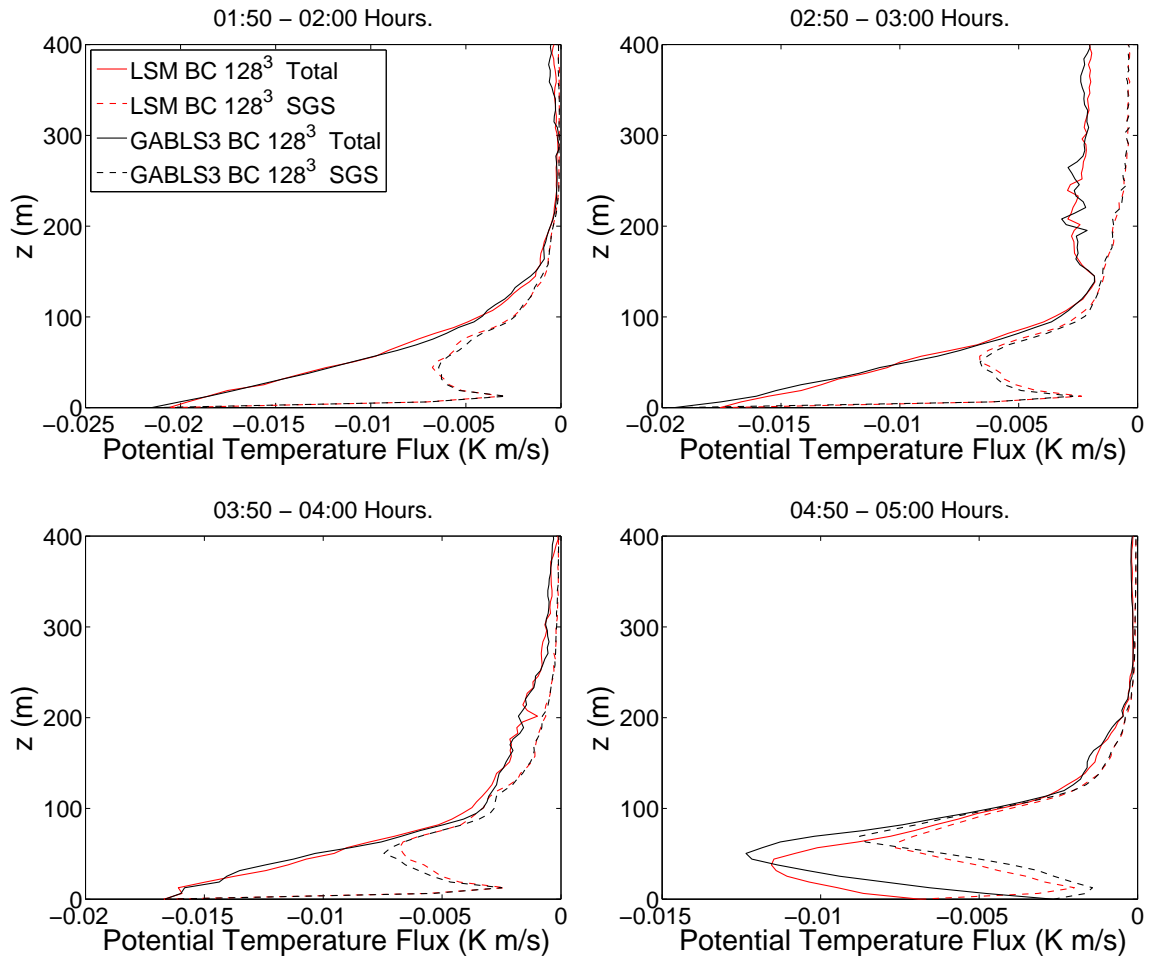 01:50 − 02:00 Hours.
400
300
200
100
0
z (m)
LSM BC 128³ Total
LSM BC 128³ SGS
GABLS3 BC 128³ Total
GABLS3 BC 128³ SGS
−0.025 −0.02 −0.015 −0.01 −0.005 0
Potential Temperature Flux (K m/s)
02:50 − 03:00 Hours.
400
300
200
100
0
z (m)
−0.02 −0.015 −0.01 −0.005 0
Potential Temperature Flux (K m/s)
03:50 − 04:00 Hours.
400
300
200
100
0
z (m)
−0.02 −0.015 −0.01 −0.005 0
Potential Temperature Flux (K m/s)
04:50 − 05:00 Hours.
400
300
200
100
0
z (m)
−0.015 −0.01 −0.005 0
Potential Temperature Flux (K m/s)